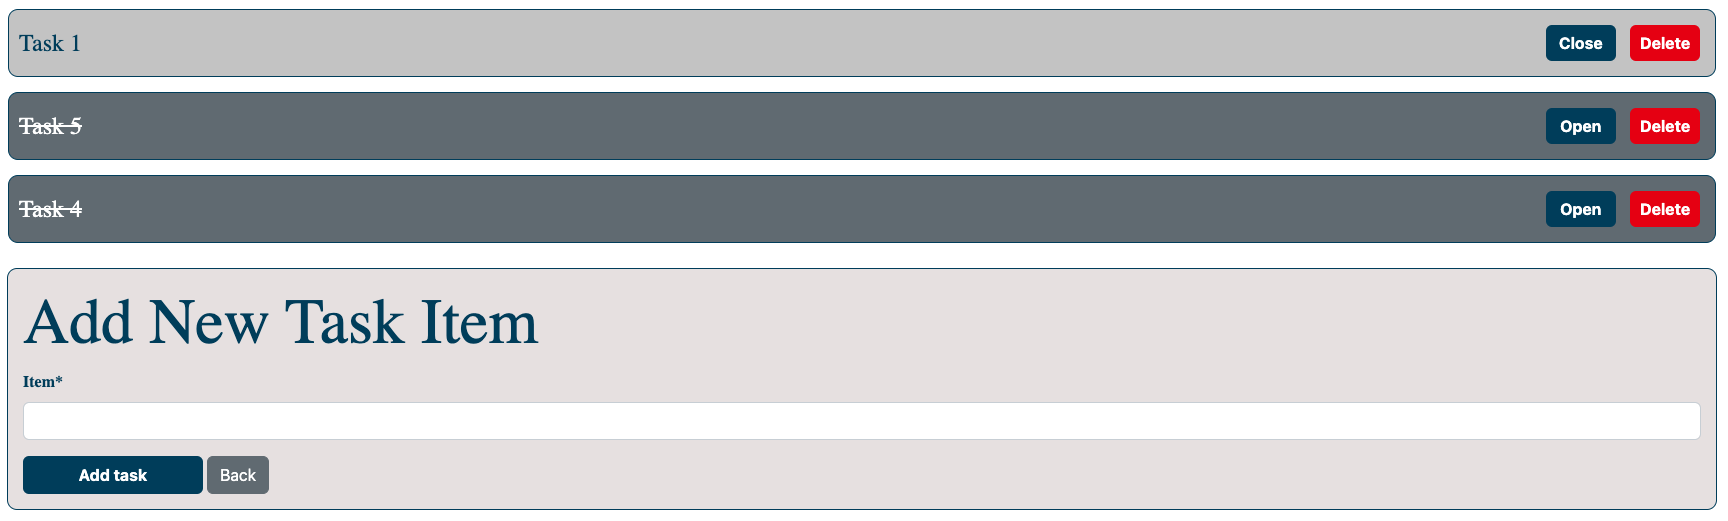 Task 1 Close Delete
Task 5 Open Delete
Task 4 Open Delete
Add New Task Item
Item*
Add task Back